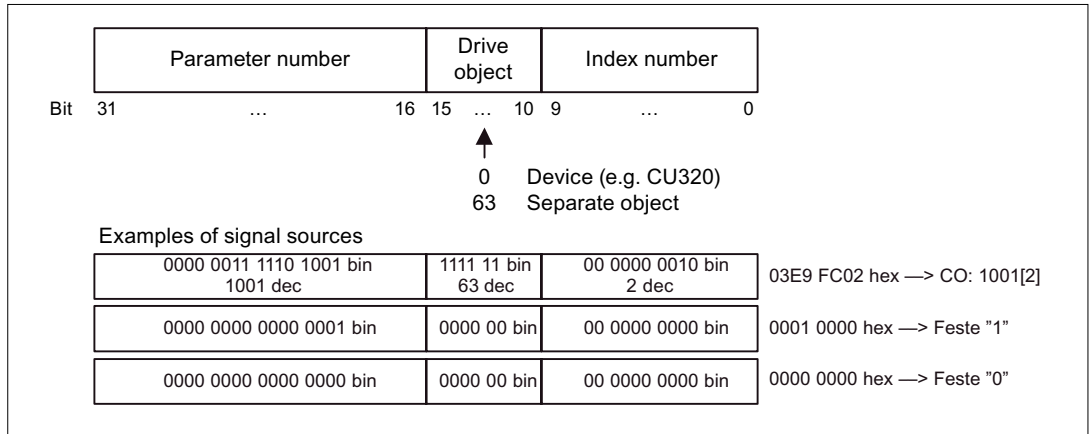 Parameter number Drive object Index number
Bit 31 … 16 15 … 10 9 … 0
0 Device (e.g. CU320)
63 Separate object
Examples of signal sources
0000 0011 1110 1001 bin 1111 11 bin 00 0000 0010 bin
1001 dec 63 dec 2 dec
03E9 FC02 hex —> CO: 1001[2]
0000 0000 0000 0001 bin 0000 00 bin 00 0000 0000 bin 0001 0000 hex —> Feste ”1”
0000 0000 0000 0000 bin 0000 00 bin 00 0000 0000 bin 0000 0000 hex —> Feste ”0”